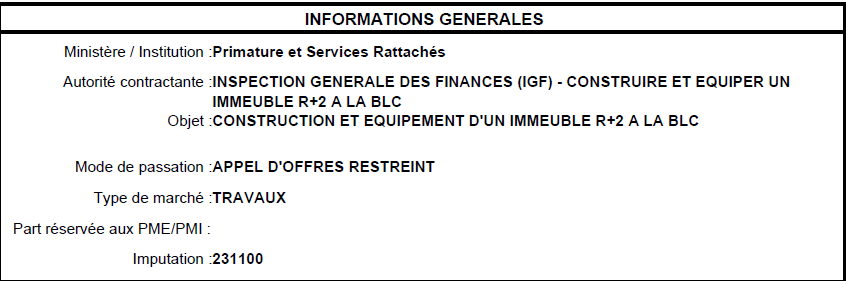 INFORMATIONS GENERALES
Ministère / Institution :Primature et Services Rattachés
Autorité contractante :INSPECTION GENERALE DES FINANCES (IGF) - CONSTRUIRE ET EQUIPER UN
IMMEUBLE R+2 A LA BLC
Objet :CONSTRUCTION ET EQUIPEMENT D'UN IMMEUBLE R+2 A LA BLC
Mode de passation :APPEL D'OFFRES RESTREINT
Type de marché :TRAVAUX
Part réservée aux PME/PMI :
Imputation :231100